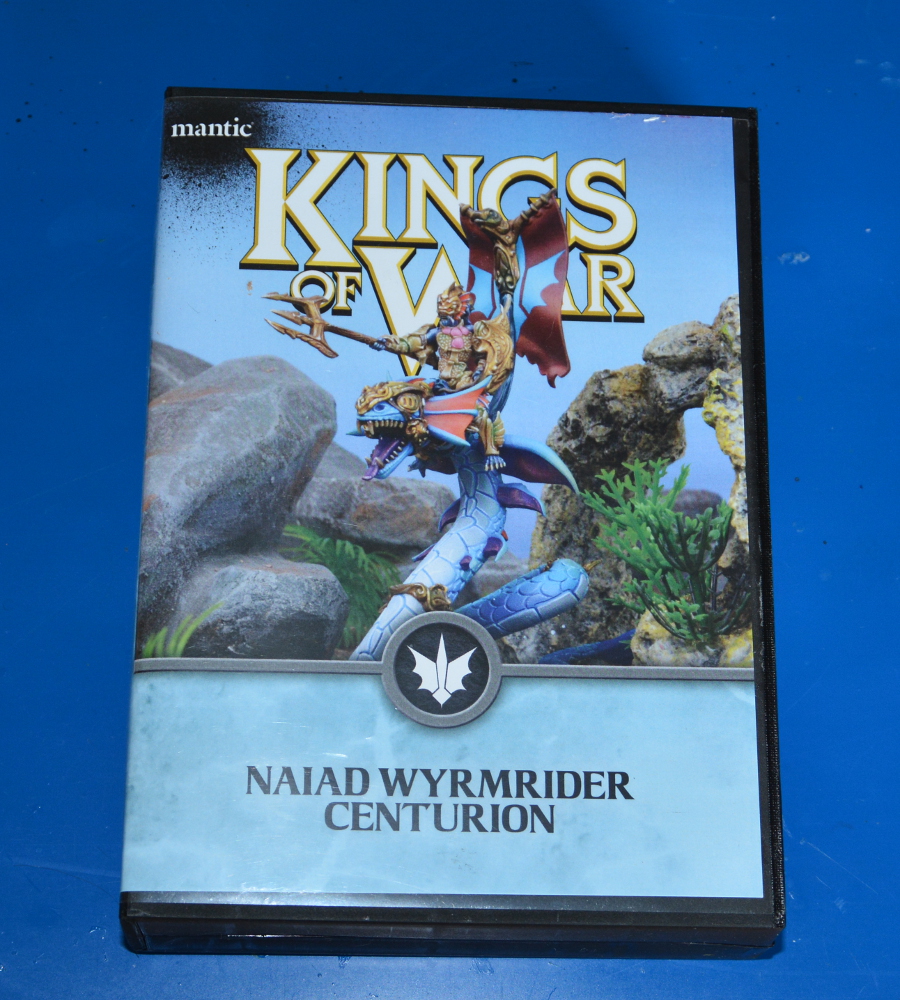 mantic
KINGS
OF WAR
NAIAD WYRMRIDER
CENTURION